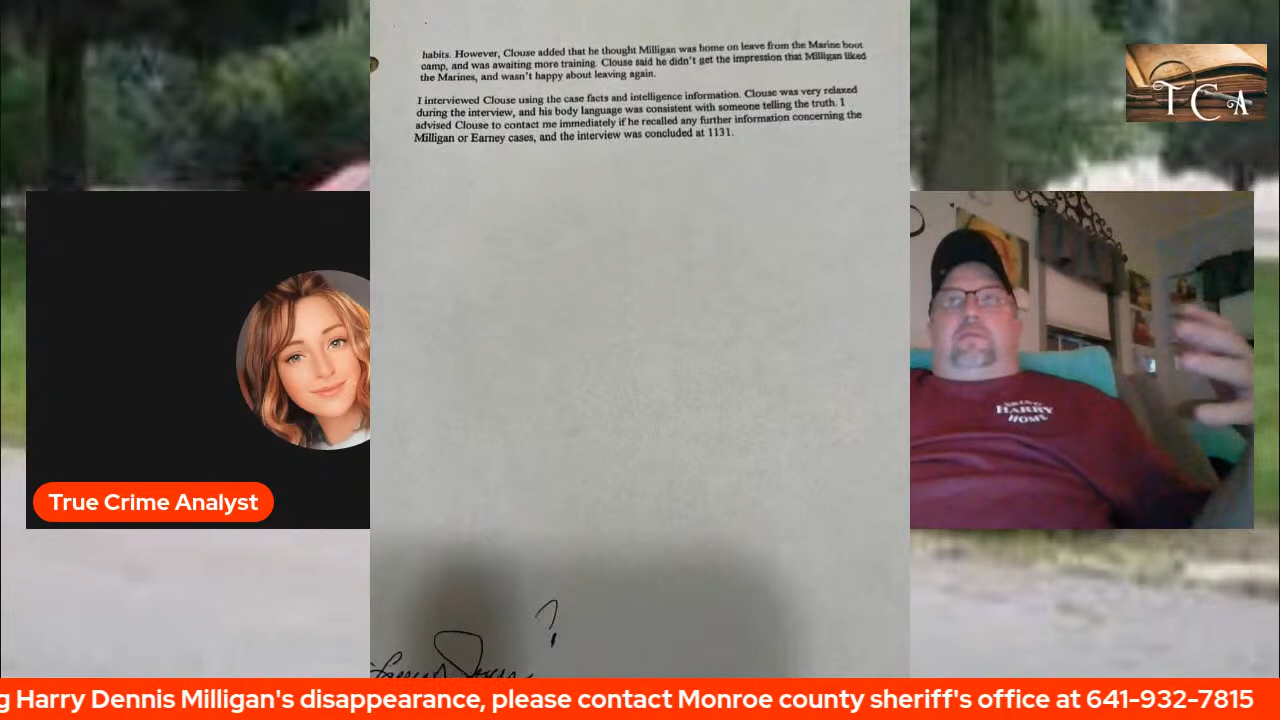 habits. However, Clouse added that he thought Milligan was home on leave from the Marine boot
camp, and was awaiting more training. Clouse said he didn't get the impression that Milligan liked
the Marines, and wasn't happy about leaving again.
I interviewed Clouse using the case facts and intelligence information. Clouse was very relaxed
during the interview, and his body language was consistent with someone telling the truth. I
advised Clouse to contact me immediately if he recalled any further information concerning the
Milligan or Earney cases, and the interview was concluded at 1131.
?
TCA
True Crime Analyst
BRING
HARRY
HOME
g Harry Dennis Milligan's disappearance, please contact Monroe county sheriff's office at 641-932-7815